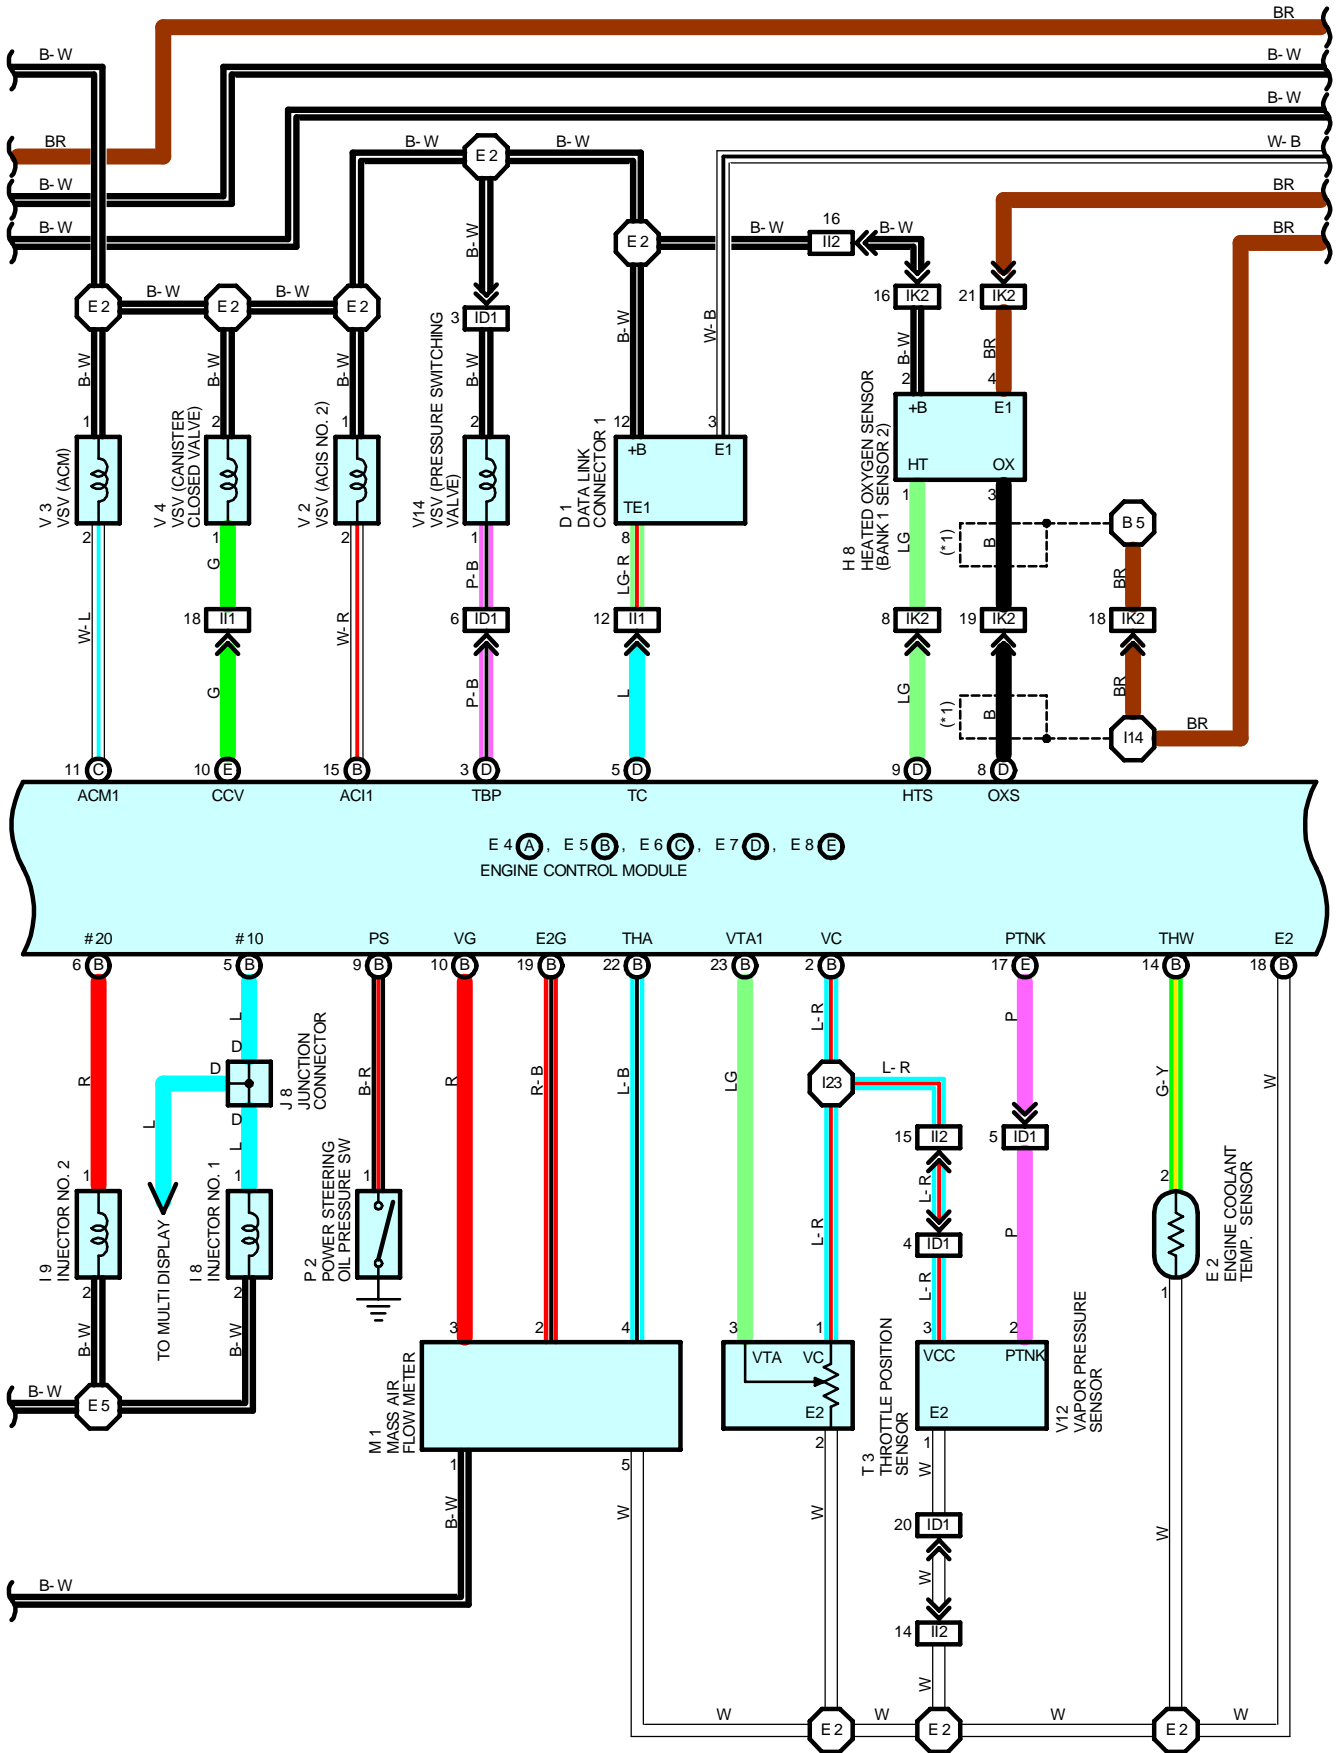 BR
B-W
B-W
B-W
B-W
B-W
W-B
BR
E2
BR
B-W
16
B-W
B-W
E2
B-W
II2
B-W
BR
B-W
16 IK2
21 IK2
E2
B-W
E2
B-W
E2
3 ID1
B-W
W-B
B-W
BR
B-W
B-W
B-W
B-W
2
4
1
2
1
2
12
3
+B
E1
+B
E1
HT
OX
TE1
1
3
V 3
VSV (ACM)
V 4
VSV (CANISTER
CLOSED VALVE)
V 2
VSV (ACIS NO. 2)
V14
VSV (PRESSURE SWITCHING
VALVE)
D 1
DATA LINK
CONNECTOR 1
H 8
HEATED OXYGEN SENSOR
(BANK 1 SENSOR 2)
2
1
2
1
8
(*1)
B
B 5
G
P-B
LG-R
LG
BR
W-L
18 II1
W-R
6 ID1
12 II1
8 IK2
19 IK2
18 IK2
G
P-B
L
LG
(*1)
B
BR
I14
BR
11 C
10 E
15 B
3 D
5 D
9 D
8 D
ACM1
CCV
ACI1
TBP
TC
HTS
OXS
E 4 A , E 5 B , E 6 C , E 7 D , E 8 E
ENGINE CONTROL MODULE
#20
#10
PS
VG
E2G
THA
VTA1
VC
PTNK
THW
E2
6 B
5 B
9 B
10 B
19 B
22 B
23 B
2 B
17 E
14 B
18 B
L
L-R
P
D
D
D
J 8
JUNCTION
CONNECTOR
I23
L-R
R
B-R
R
R-B
L-B
LG
G-Y
W
L
L
15 II2
5 ID1
1
1
1
L-R
2
L-R
P
4 ID1
I 9
INJECTOR NO. 2
TO MULTI DISPLAY
I 8
INJECTOR NO. 1
P 2
POWER STEERING
OIL PRESSURE SW
E 2
ENGINE COOLANT
TEMP. SENSOR
2
2
L-R
1
B-W
B-W
3
2
4
3
1
3
2
VTA
VC
VCC
PTNK
B-W
E 5
E2
E2
M 1
MASS AIR
FLOW METER
T 3
THROTTLE POSITION
SENSOR
V12
VAPOR PRESSURE
SENSOR
1
5
2
1
W
B-W
W
W
20 ID1
W
W
B-W
14 II2
W
W
W
W
W
E 2
E 2
E 2